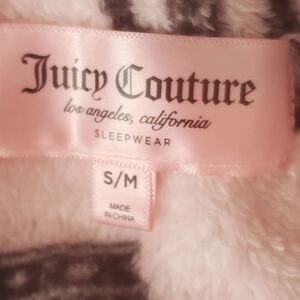 Juicy Couture
los angeles, california
SLEEPWEAR
S/M
MADE
IN CHINA